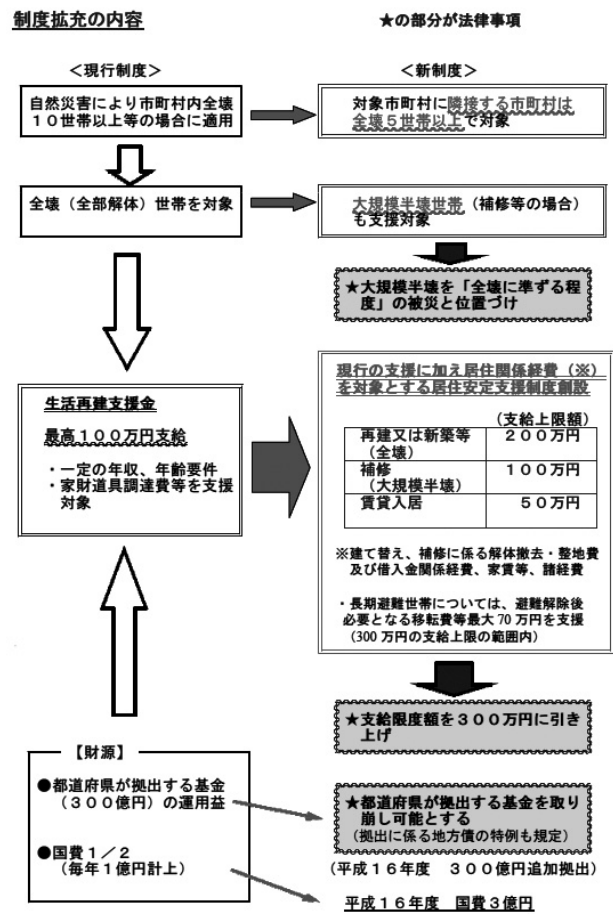 制度拡充の内容
★の部分が法律事項
＜現行制度＞
＜新制度＞
自然災害により市町村内全壊
１０世帯以上等の場合に適用
対象市町村に隣接する市町村は
全壊５世帯以上で対象
全壊（全部解体）世帯を対象
大規模半壊世帯（補修等の場合）
も支援対象
★大規模半壊を「全壊に準ずる程
度」の被災と位置づけ
生活再建支援金
最高１００万円支給
・一定の年収、年齢要件
・家財道具調達費等を支援
対象
現行の支援に加え居住関係経費（※）
を対象とする居住安定支援制度創設
（支給上限額）
再建又は新築等
（全壊）
２００万円
補修
（大規模半壊）
１００万円
賃貸入居
５０万円
※建て替え、補修に係る解体撤去・整地費
及び借入金関係経費、家賃等、諸経費
・長期避難世帯については、避難解除後
必要となる移転費等最大70万円を支援
(300万円の支給上限の範囲内)
★支給限度額を３００万円に引き
上げ
【財源】
●都道府県が拠出する基金
（３００億円）の運用益
●国費１／２
（毎年１億円計上）
★都道府県が拠出する基金を取り
崩し可能とする
（拠出に係る地方債の特例も規定）
（平成１６年度　３００億円追加拠出）
平成１６年度　国費３億円